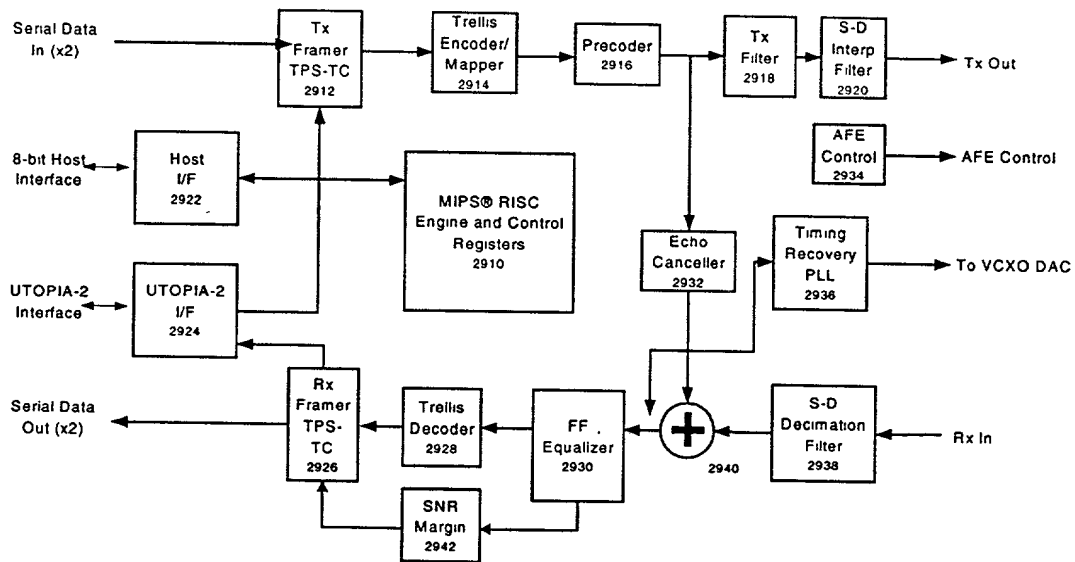 Serial Data
In (x2)
Tx
Framer
TPS-TC
2912
Trellis
Encoder/
Mapper
2914
Precoder
2916
Tx
Filter
2918
S-D
Interp
Filter
2920
Tx Out
8-bit Host
Interface
Host
I/F
2922
MIPS® RISC
Engine and Control
Registers
2910
AFE
Control
2934
AFE Control
Echo
Canceller
2932
Timing
Recovery
PLL
2936
To VCXO DAC
UTOPIA-2
Interface
UTOPIA-2
I/F
2924
Serial Data
Out (x2)
Rx
Framer
TPS-
TC
2926
Trellis
Decoder
2928
FF
Equalizer
2930
2940
S-D
Decimation
Filter
2938
Rx In
SNR
Margin
2942